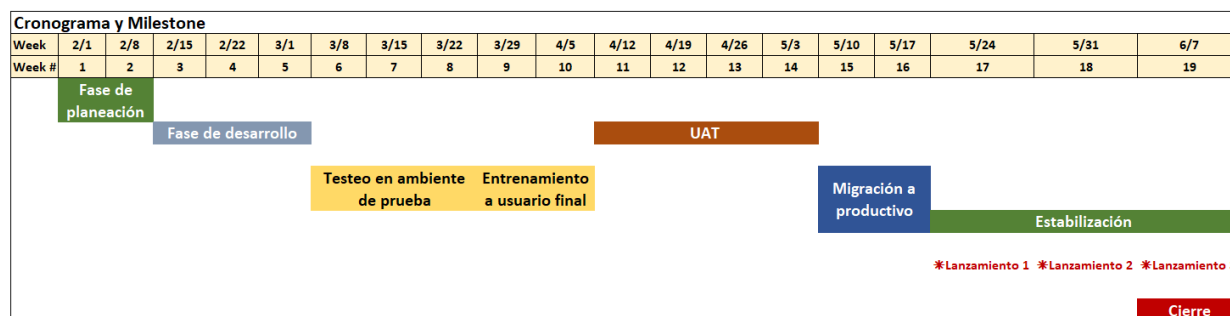 Cronograma y Milestone
Week 2/1 2/8 2/15 2/22 3/1 3/8 3/15 3/22 3/29 4/5 4/12 4/19 4/26 5/3 5/10 5/17 5/24 5/31 6/7
Week # 1 2 3 4 5 6 7 8 9 10 11 12 13 14 15 16 17 18 19
Fase de
planeación
Fase de desarrollo
UAT
Testeo en ambiente
de prueba
Entrenamiento
a usuario final
Migración a
productivo
Estabilización
✳Lanzamiento 1 ✳Lanzamiento 2 ✳Lanzamiento
Cierre